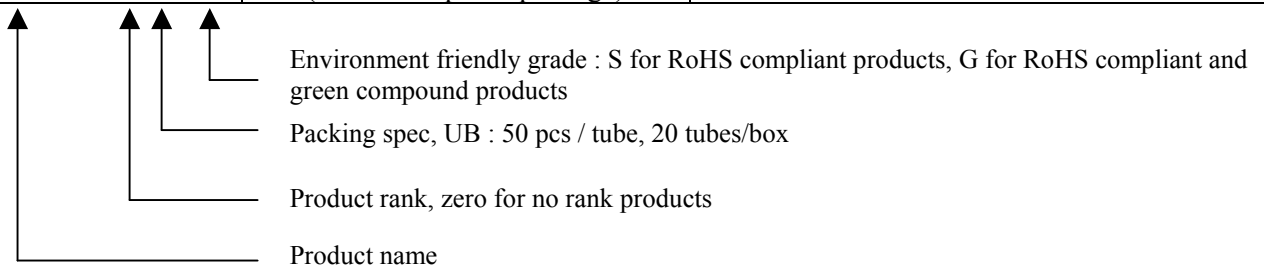 Environment friendly grade : S for RoHS compliant products, G for RoHS compliant and
green compound products
Packing spec, UB : 50 pcs / tube, 20 tubes/box
Product rank, zero for no rank products
Product name